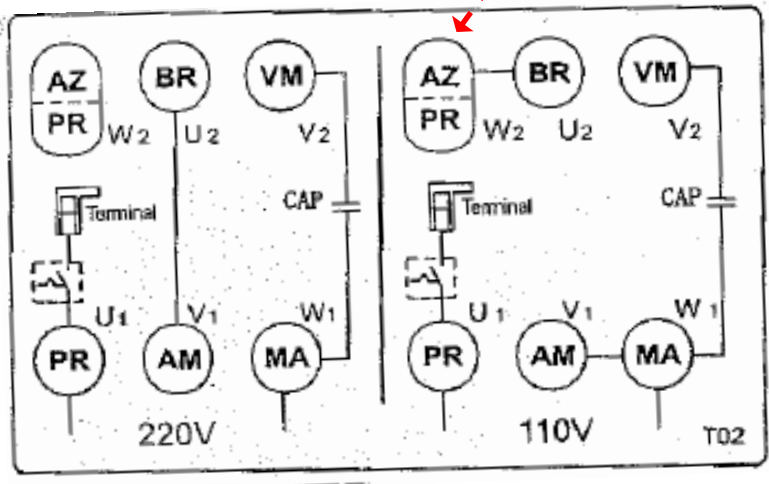 AZ BR VM AZ BR VM
PR W2 U2 V2 PR W2 U2 V2
Terminal CAP Terminal CAP
U1 V1 W1 U1 V1 W1
PR AM MA PR AM MA
220V 110V T02